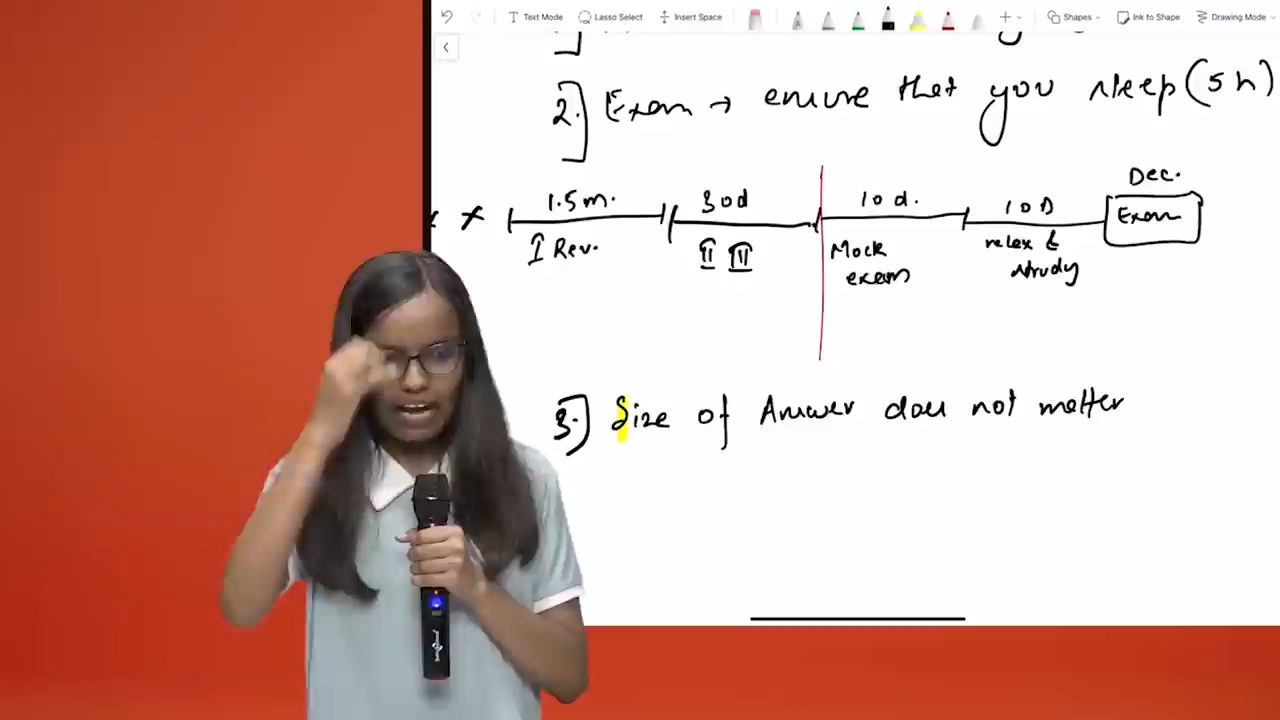 Text Mode Lasso Select Insert Space Shapes Ink to Shape Drawing Mode
2.] Exam → ensure that you sleep (5h)
Dec.
1.5 m. 30d 10 d. 10 D Exam
I Rev. II III Mock exam relax & study
3.] Size of Answer does not matter